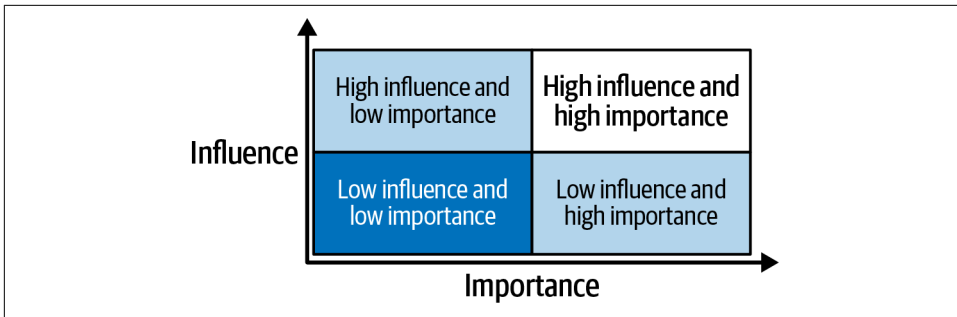 High influence and
low importance
High influence and
high importance
Influence
Low influence and
low importance
Low influence and
high importance
Importance